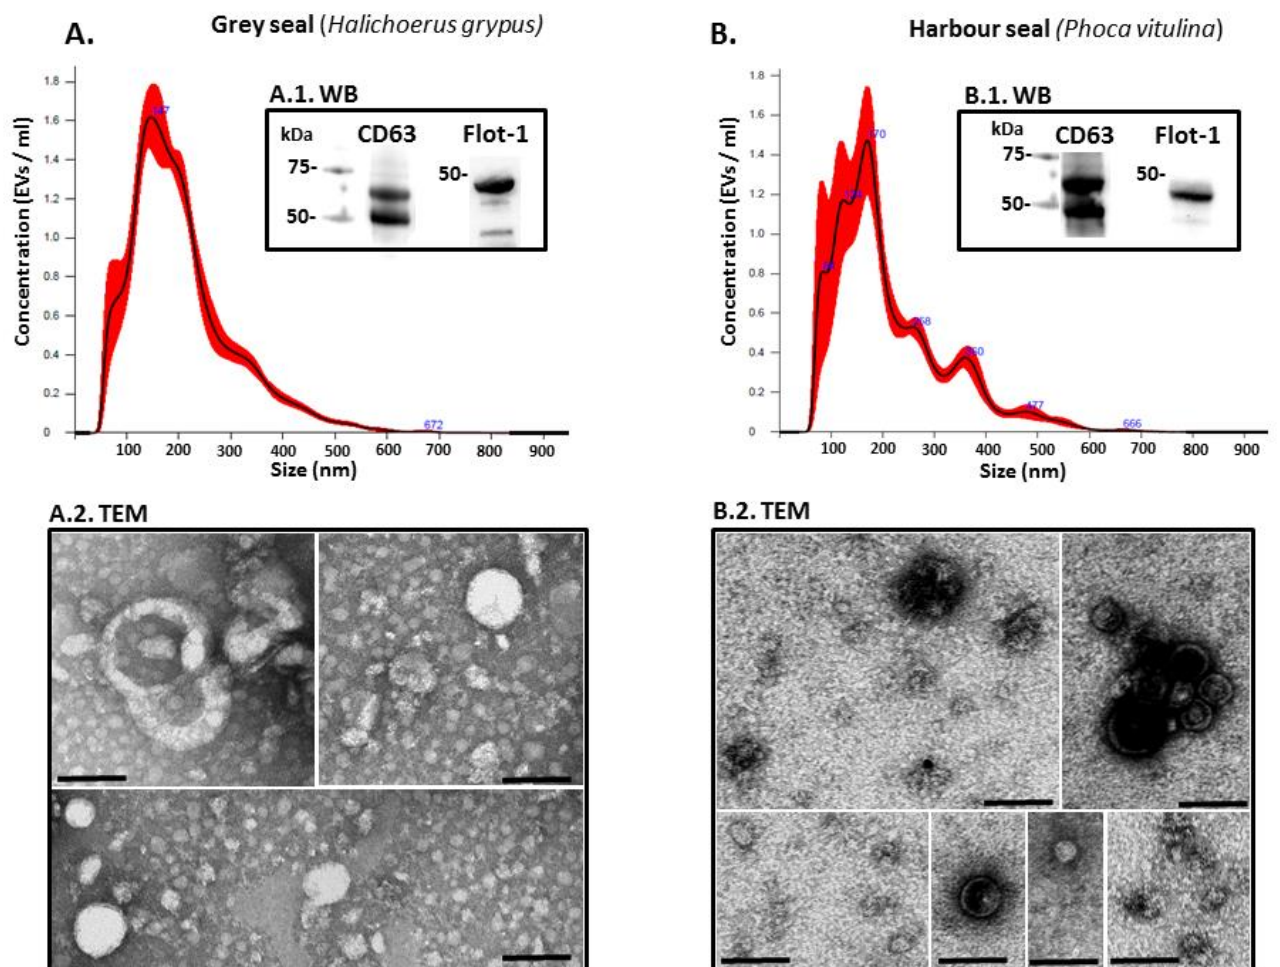 A.
Grey seal (Halichoerus grypus)
Concentration (EVs / ml)
1.8
1.6
1.4
1.2
1.0
0.8
0.6
0.4
0.2
0
672
100 200 300 400 500 600 700 800 900
Size (nm)
A.1. WB
kDa CD63 Flot-1
75-
50-
50-
A.2. TEM
B.
Harbour seal (Phoca vitulina)
Concentration (EVs / ml)
1.8
1.6
1.4
1.2
1.0
0.8
0.6
0.4
0.2
0
477
666
100 200 300 400 500 600 700 800 900
Size (nm)
B.1. WB
kDa CD63 Flot-1
75-
50-
50-
B.2. TEM